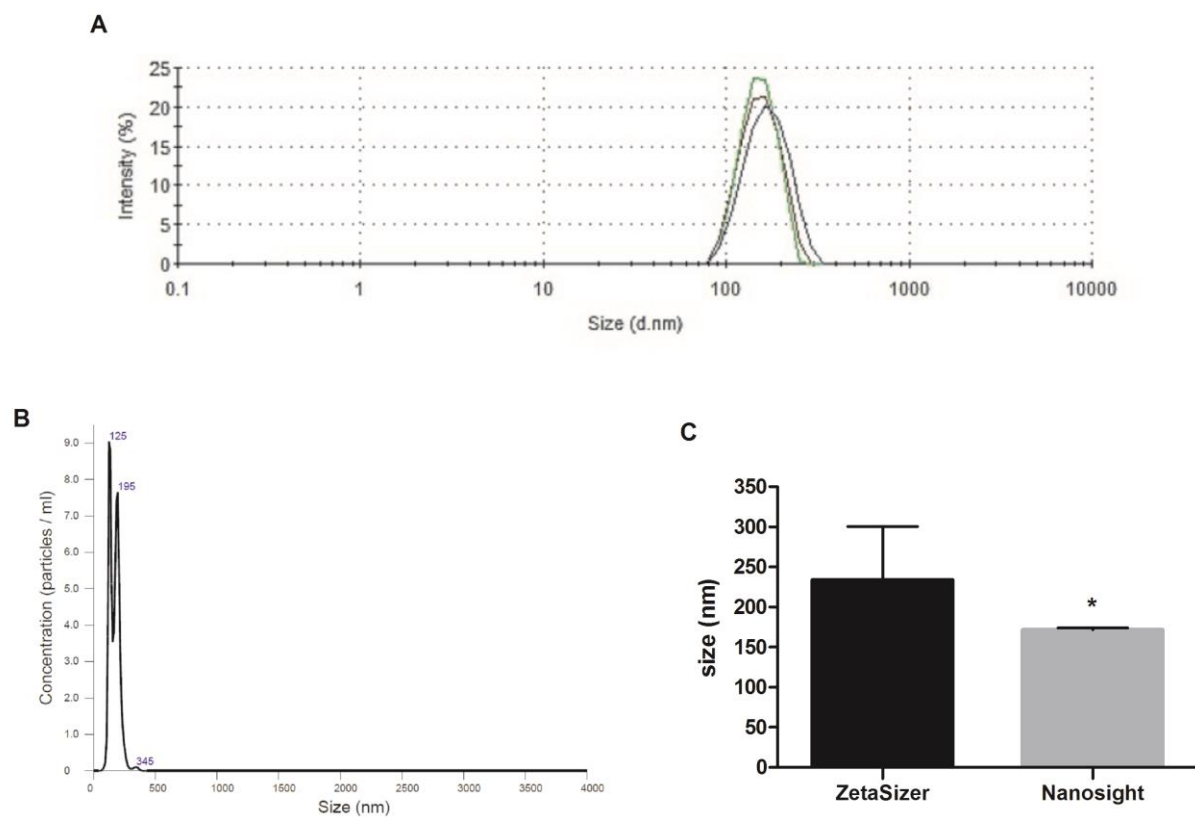 A
25
20
15
10
5
0
Intensity (%)
0.1 1 10 100 1000 10000
Size (d.nm)
B
9.0
8.0
7.0
6.0
5.0
4.0
3.0
2.0
1.0
0
Concentration (particles / ml)
125
195
345
0 500 1000 1500 2000 2500 3000 3500 4000
Size (nm)
C
350
300
250
200
150
100
50
0
size (nm)
*
ZetaSizer Nanosight